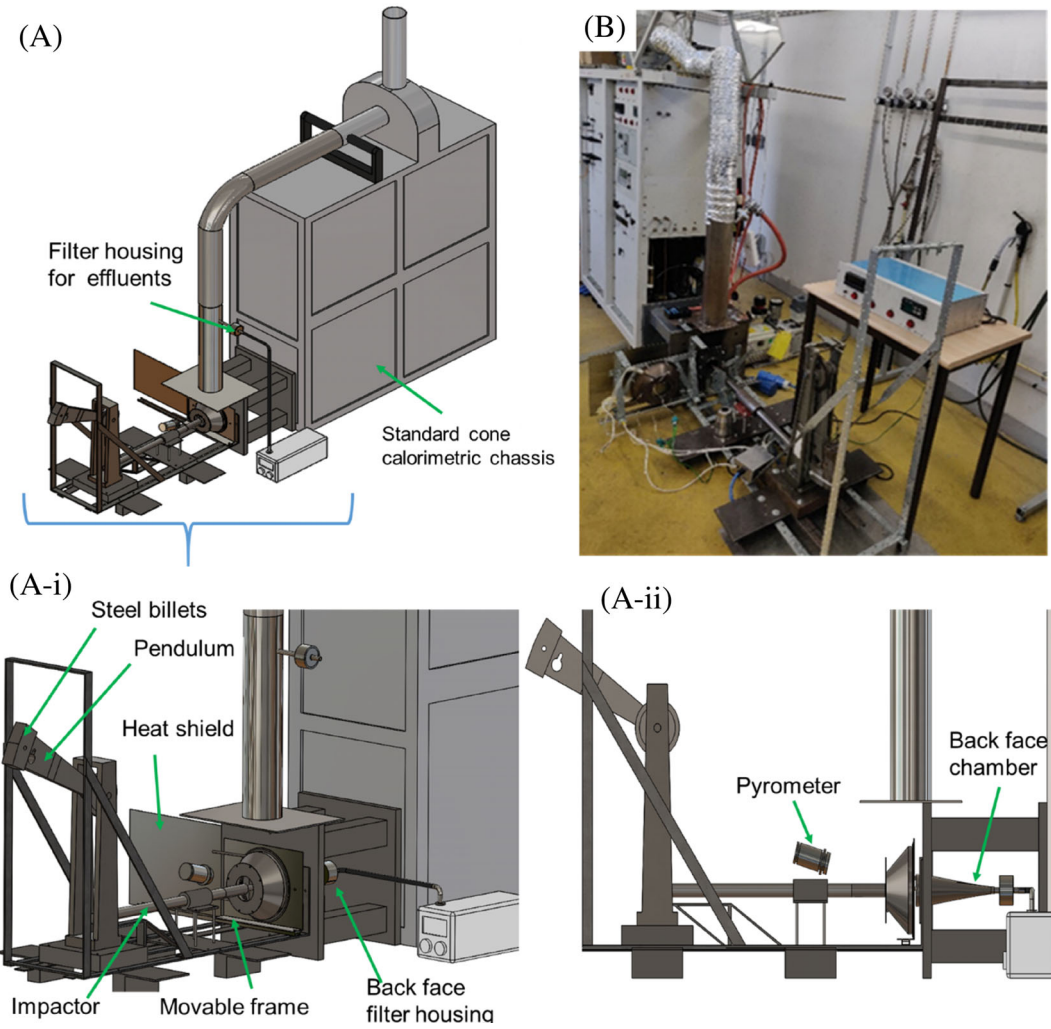 (A)
(B)
Filter housing
for effluents
Standard cone
calorimetric chassis
(A-i)
(A-ii)
Steel billets
Pendulum
Heat shield
Impactor
Movable frame
Back face
filter housing
Pyrometer
Back face
chamber